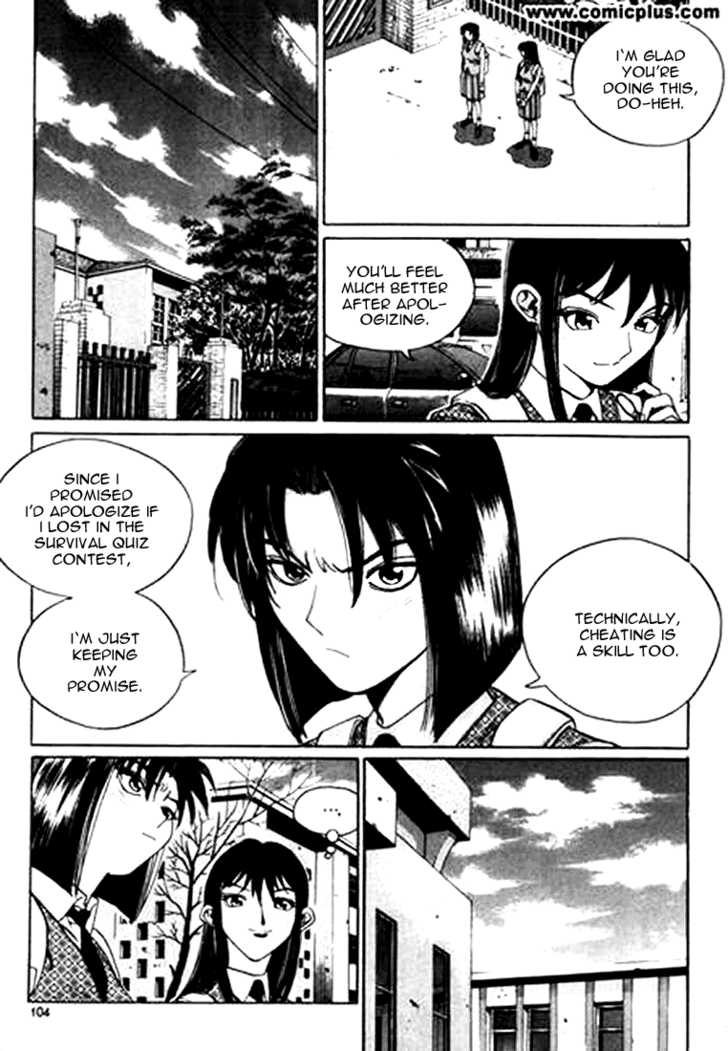 www.comicplus.com
I'M GLAD
YOU'RE
DOING THIS,
DO-HEH.
YOU'LL FEEL
MUCH BETTER
AFTER APOL-
OGIZING.
SINCE I
PROMISED
I'D APOLOGIZE IF
I LOST IN THE
SURVIVAL QUIZ
CONTEST,
I'M JUST
KEEPING
MY
PROMISE.
TECHNICALLY,
CHEATING IS
A SKILL TOO.
...
104